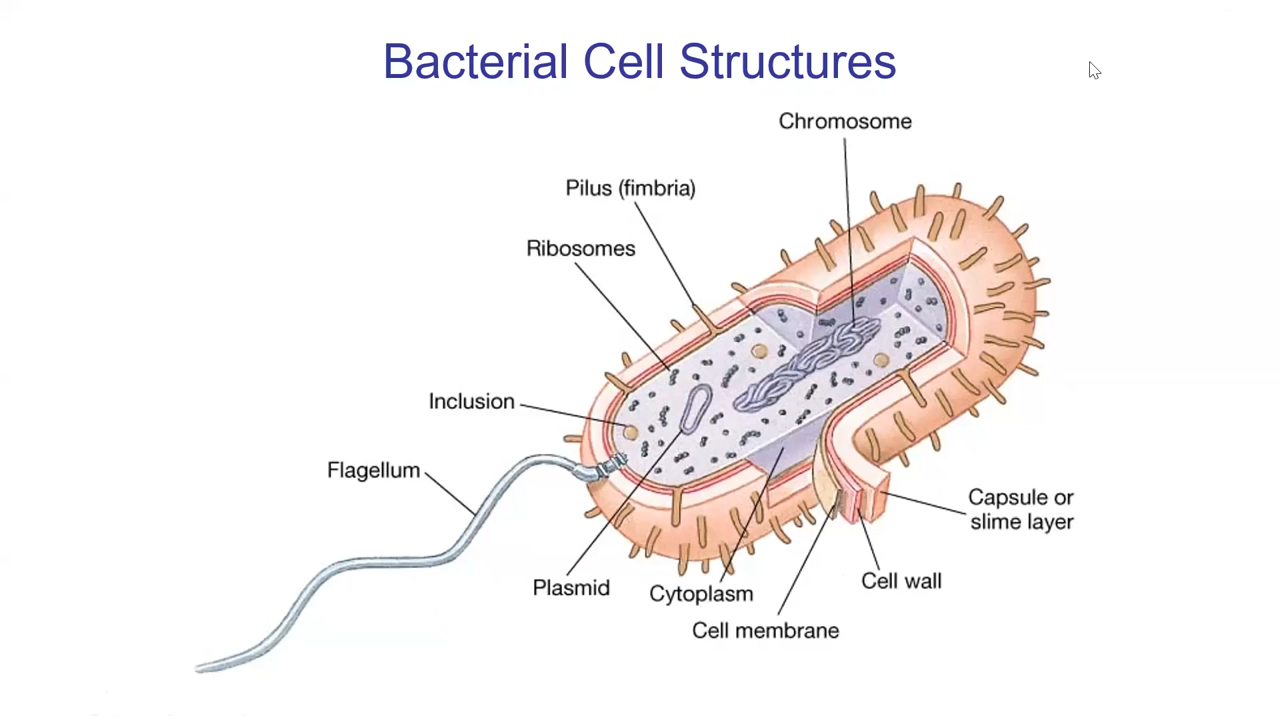 Bacterial Cell Structures
Chromosome
Pilus (fimbria)
Ribosomes
Inclusion
Flagellum
Capsule or
slime layer
Plasmid
Cytoplasm
Cell wall
Cell membrane